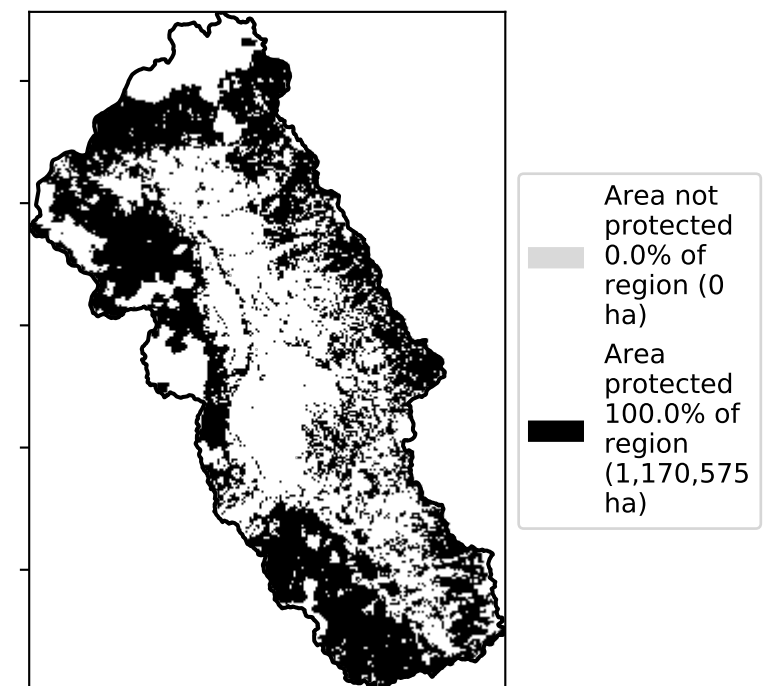 Area not
protected
0.0% of
region (0
ha)
Area
protected
100.0% of
region
(1,170,575
ha)